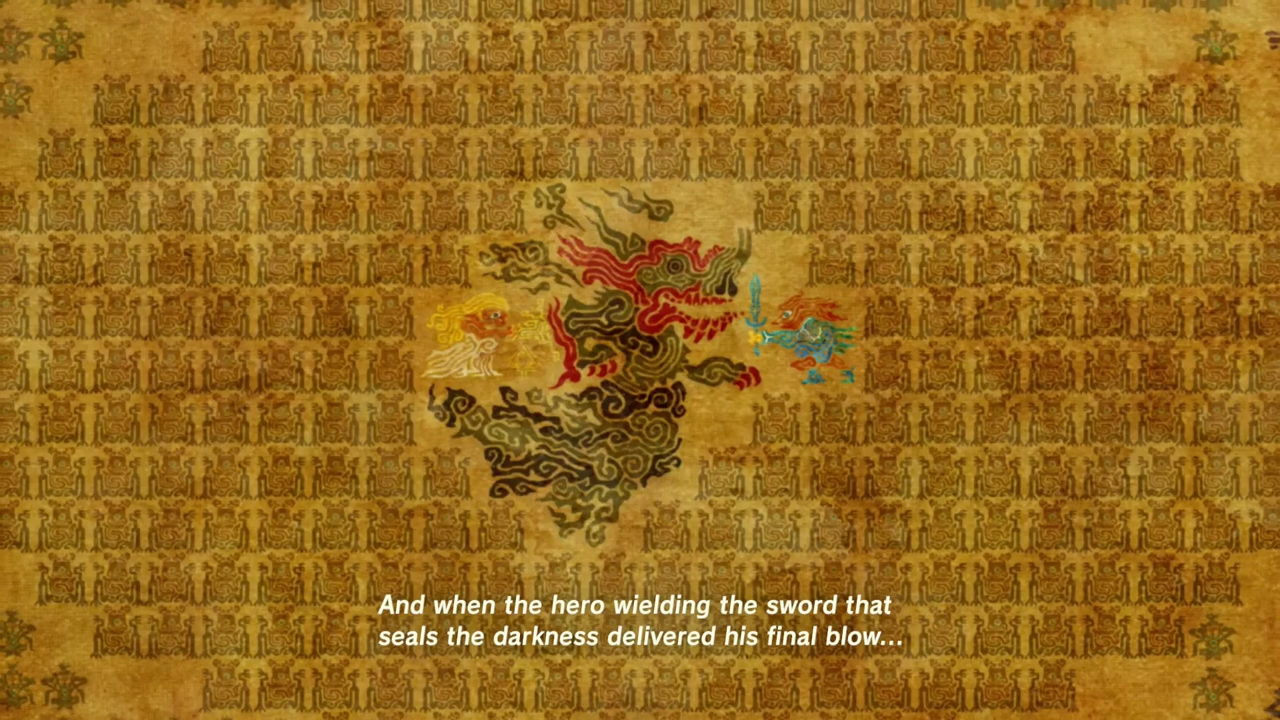 And when the hero wielding the sword that
seals the darkness delivered his final blow...